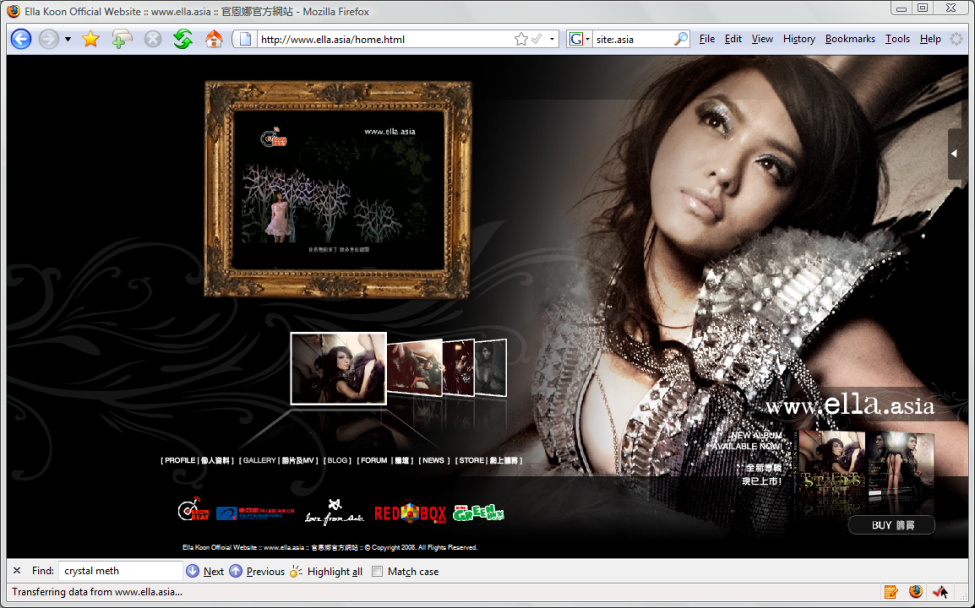 Ella Koon Official Website :: www.ella.asia :: 官恩娜官方網站 - Mozilla Firefox
http://www.ella.asia/home.html
site:.asia
File Edit View History Bookmarks Tools Help
www.ella.asia
www.ella.asia
NEW ALBUM
AVAILABLE NOW!
全新專輯
現已上市!
[ PROFILE | 個人資料 ] [ GALLERY | 影片及MV ] [ BLOG ] [ FORUM | 論壇 ] [ NEWS ] [ STORE | 網上購買 ]
love from Asia
RED BOX
GREEN
BUY 購買
Ella Koon Official Website :: www.ella.asia :: 官恩娜官方網站 :: © Copyright 2008. All Rights Reserved.
Find: crystal meth Next Previous Highlight all Match case
Transferring data from www.ella.asia...